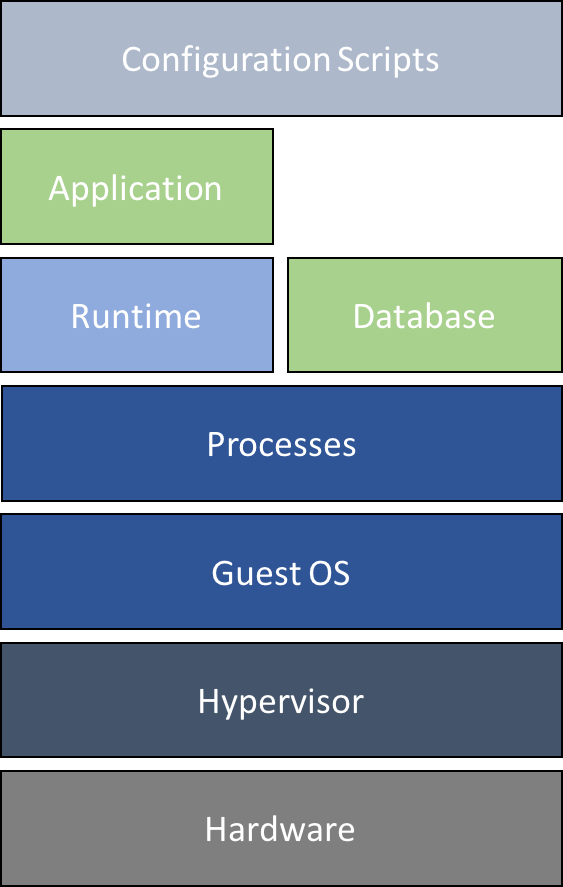 Configuration Scripts
Application
Runtime
Database
Processes
Guest OS
Hypervisor
Hardware